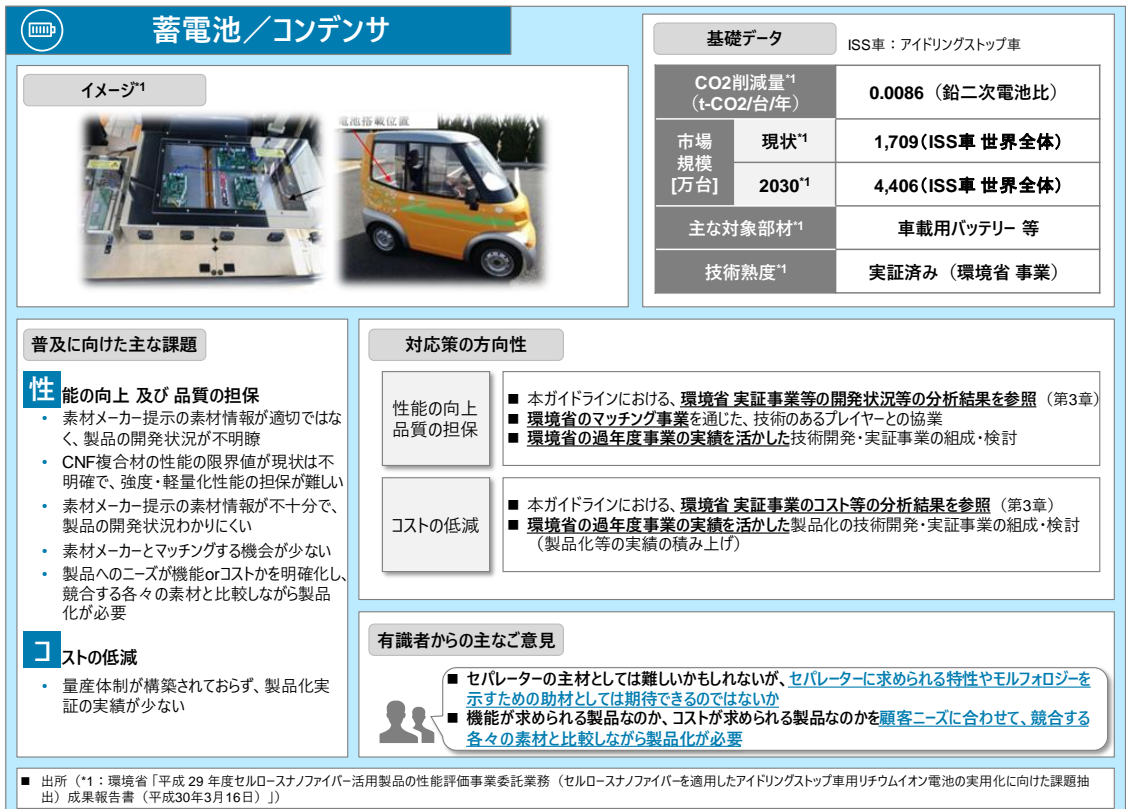 蓄電池／コンデンサ
イメージ*1
電池搭載位置
基礎データ
ISS車：アイドリングストップ車
CO2削減量*1
（t-CO2/台/年）
0.0086（鉛二次電池比）
市場
規模
[万台]
現状*1
1,709（ISS車 世界全体）
2030*1
4,406（ISS車 世界全体）
主な対象部材*1
車載用バッテリー 等
技術熟度*1
実証済み（環境省 事業）
普及に向けた主な課題
性能の向上 及び 品質の担保
• 素材メーカー提示の素材情報が適切ではな
く、製品の開発状況が不明瞭
• CNF複合材の性能の限界値が現状は不
明確で、強度・軽量化性能の担保が難しい
• 素材メーカー提示の素材情報が不十分で、
製品の開発状況わかりにくい
• 素材メーカーとマッチングする機会が少ない
• 製品へのニーズが機能orコストかを明確化し、
競合する各々の素材と比較しながら製品
化が必要
コストの低減
• 量産体制が構築されておらず、製品化実
証の実績が少ない
対応策の方向性
性能の向上
品質の担保
■ 本ガイドラインにおける、環境省 実証事業等の開発状況等の分析結果を参照（第3章）
■ 環境省のマッチング事業を通じた、技術のあるプレイヤーとの協業
■ 環境省の過年度事業の実績を活かした技術開発・実証事業の組成・検討
コストの低減
■ 本ガイドラインにおける、環境省 実証事業のコスト等の分析結果を参照（第3章）
■ 環境省の過年度事業の実績を活かした製品化の技術開発・実証事業の組成・検討
（製品化等の実績の積み上げ）
有識者からの主なご意見
■ セパレーターの主材としては難しいかもしれないが、セパレーターに求められる特性やモルフォロジーを
示すための助材としては期待できるのではないか
■ 機能が求められる製品なのか、コストが求められる製品なのかを顧客ニーズに合わせて、競合する
各々の素材と比較しながら製品化が必要
■ 出所（*1：環境省「平成 29 年度セルロースナノファイバー活用製品の性能評価事業委託業務（セルロースナノファイバーを適用したアイドリングストップ車用リチウムイオン電池の実用化に向けた課題抽
出）成果報告書（平成30年3月16日）」）